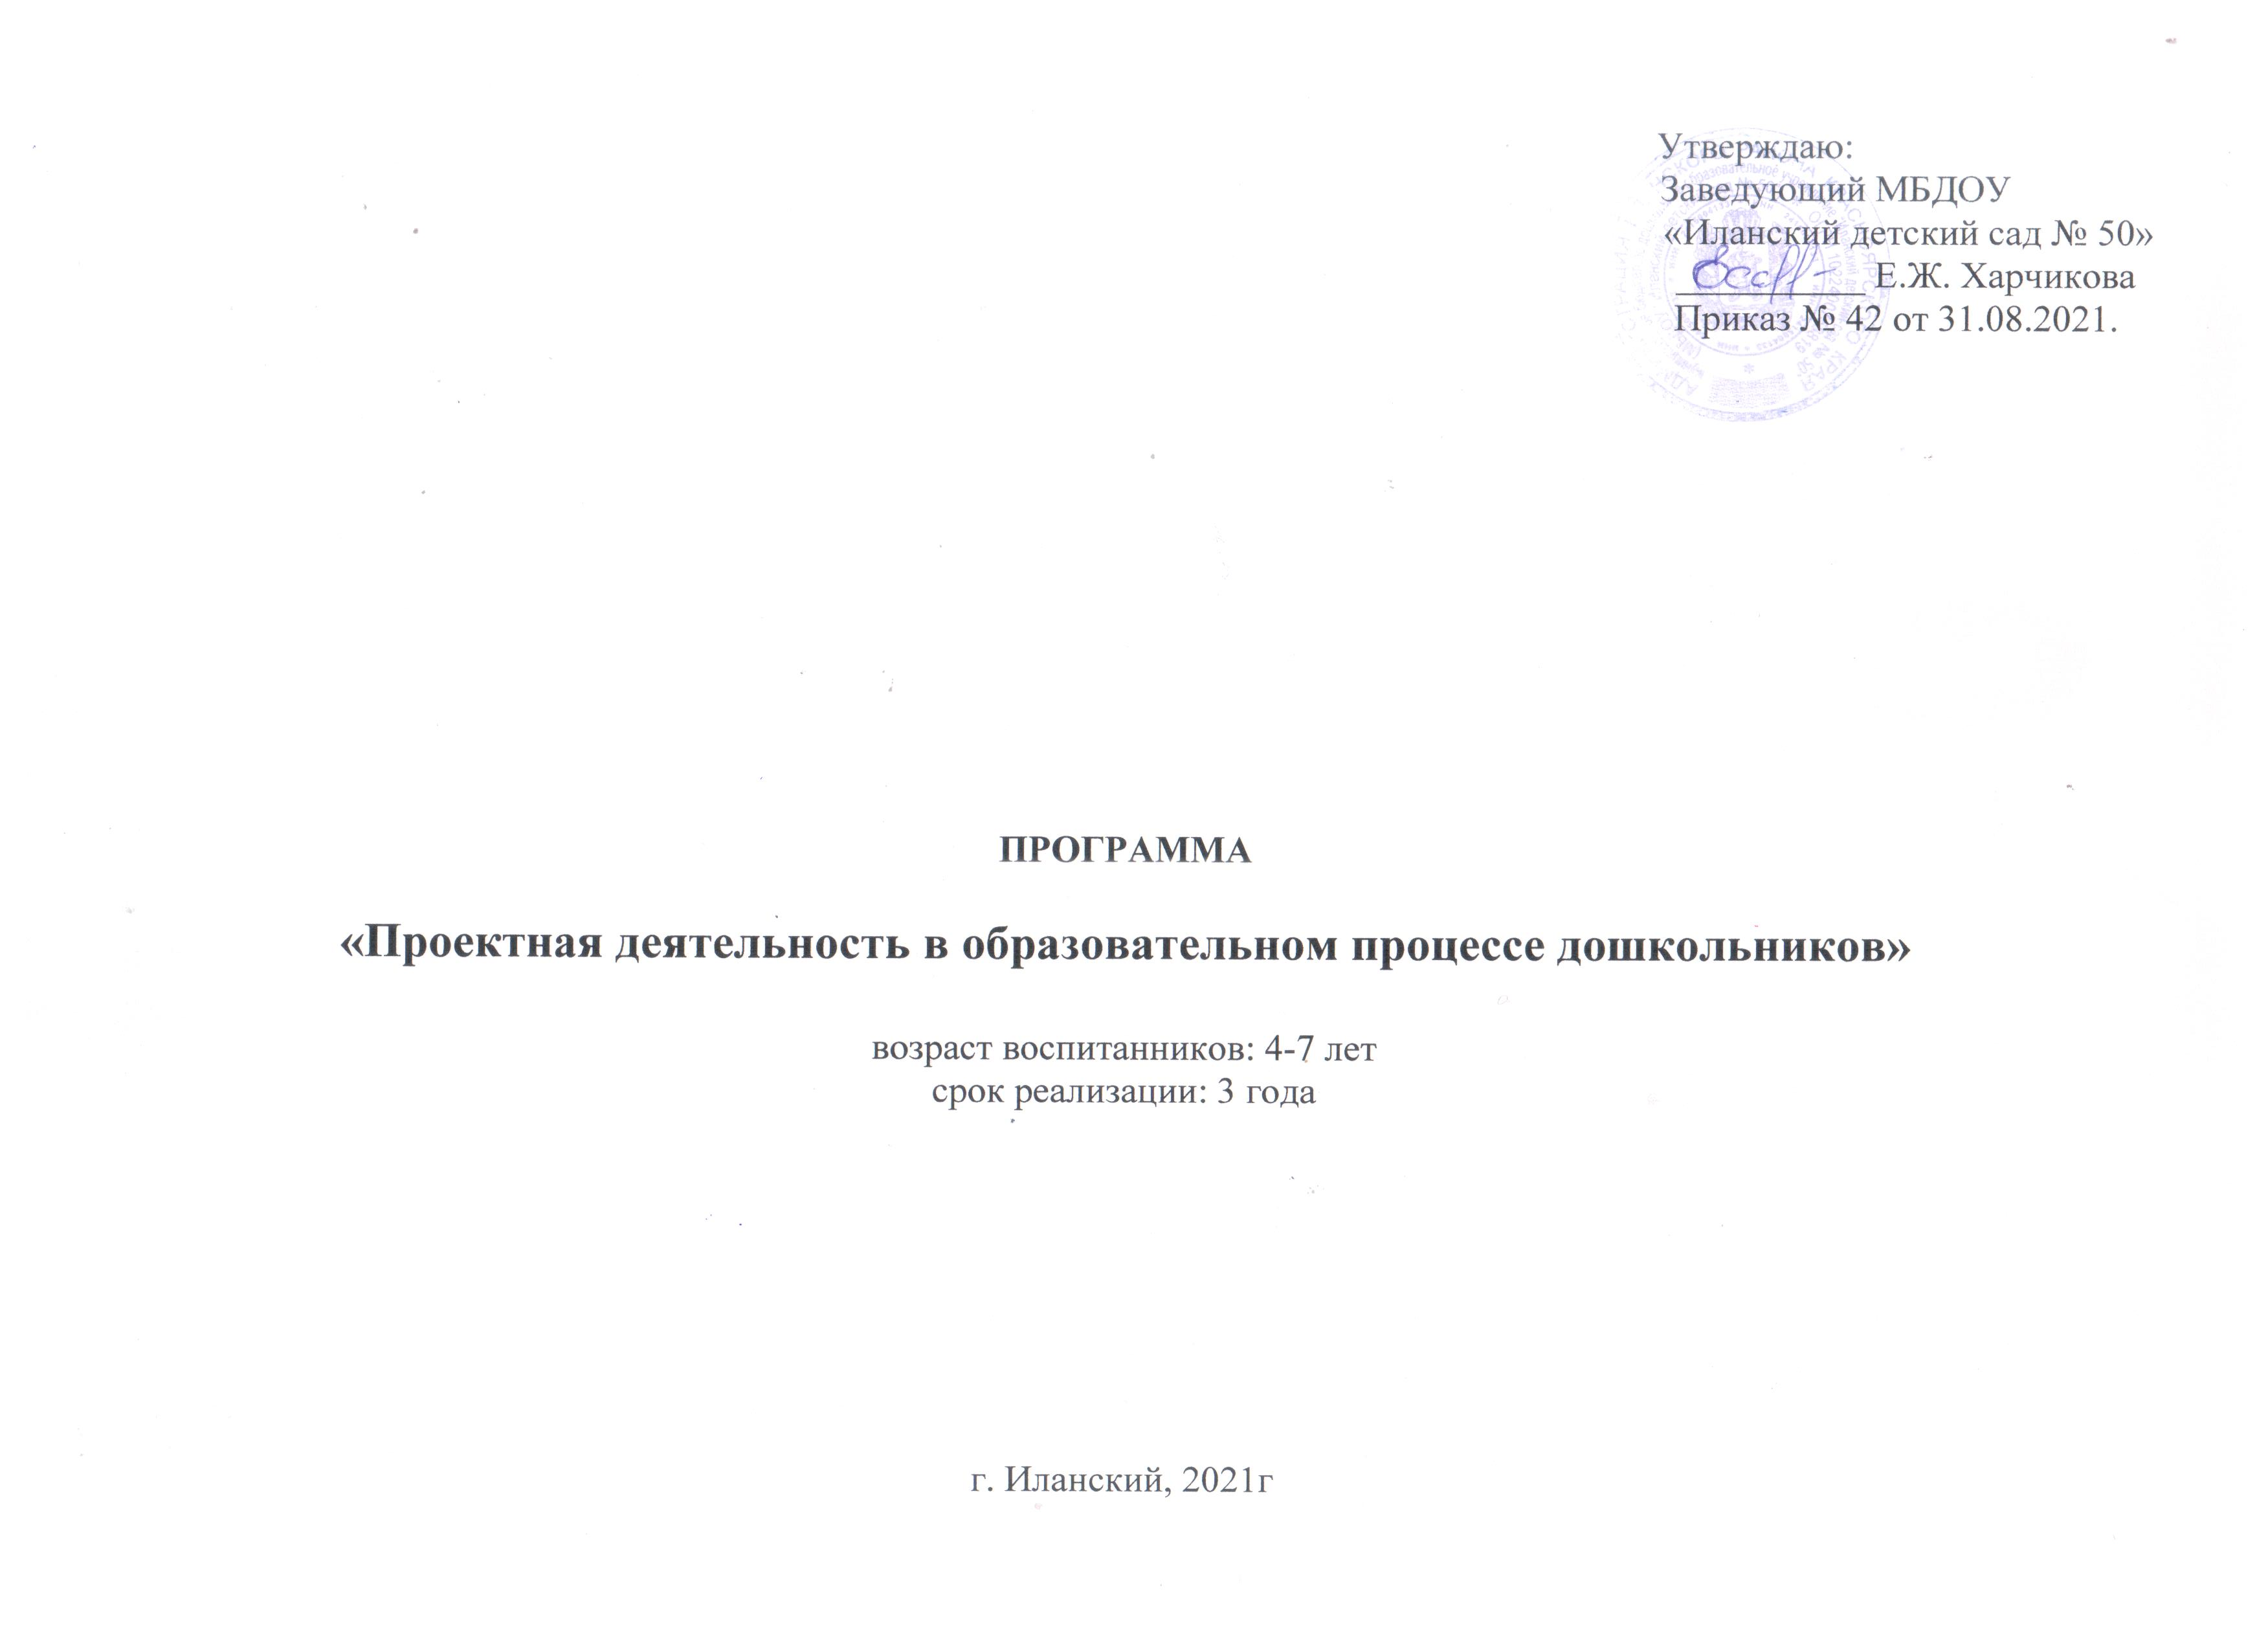 Утверждаю:
Заведующий МБДОУ
«Иланский детский сад № 50»
Е.Ж. Харчикова
Приказ № 42 от 31.08.2021.
ПРОГРАММА
«Проектная деятельность в образовательном процессе дошкольников»
возраст воспитанников: 4-7 лет
срок реализации: 3 года
г. Иланский, 2021г